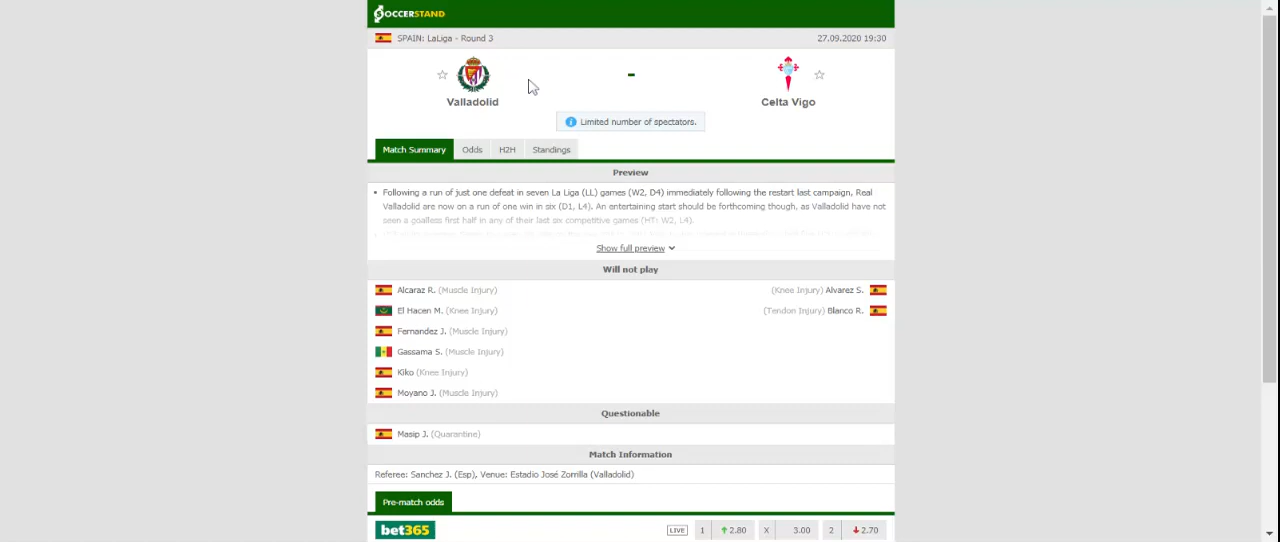 SOCCERSTAND
SPAIN: LaLiga - Round 3
27.09.2020 19:30
-
Valladolid
Celta Vigo
Limited number of spectators.
Match Summary
Odds
H2H
Standings
Preview
Following a run of just one defeat in seven La Liga (LL) games (W2, D4) immediately following the restart last campaign, Real
Valladolid are now on a run of one win in six (D1, L4). An entertaining start should be forthcoming though, as Valladolid have not
seen a goalless first half in any of their last six competitive games (HT: W2, L4).
Show full preview
Will not play
Alcaraz R. (Muscle Injury)
(Knee Injury) Alvarez S.
El Hacen M. (Knee Injury)
(Tendon Injury) Blanco R.
Fernandez J. (Muscle Injury)
Gassama S. (Muscle Injury)
Kiko (Knee Injury)
Moyano J. (Muscle Injury)
Questionable
Masip J. (Quarantine)
Match Information
Referee: Sanchez J. (Esp), Venue: Estadio José Zorrilla (Valladolid)
Pre-match odds
bet365
LIVE
1
2.80
X
3.00
2
2.70